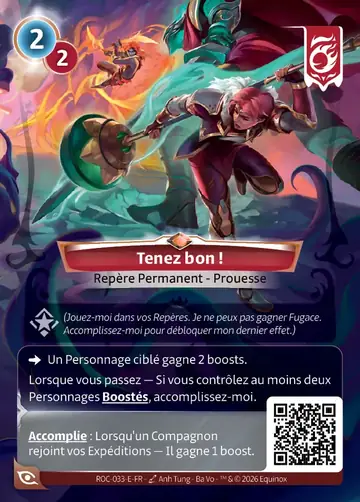 2
2
Tenez bon !
Repère Permanent - Prouesse
(Jouez-moi dans vos Repères. Je ne peux pas gagner Fugace.
Accomplissez-moi pour débloquer mon dernier effet.)
Un Personnage ciblé gagne 2 boosts.
Lorsque vous passez — Si vous contrôlez au moins deux
Personnages Boostés, accomplissez-moi.
Accomplie : Lorsqu'un Compagnon
rejoint vos Expéditions — Il gagne 1 boost.
ROC-033-E-FR - Anh Tung - Ba Vo - ™ & © 2026 Equinox